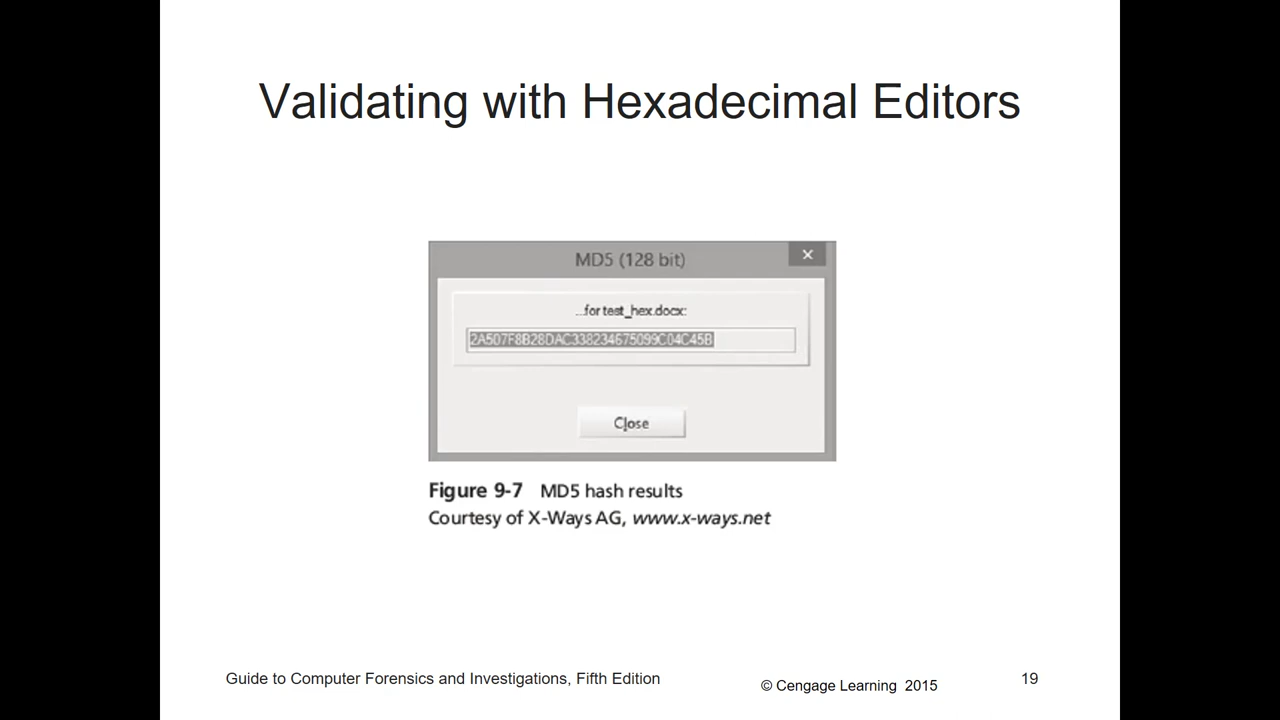 Validating with Hexadecimal Editors
MD5 (128 bit)
...for test_hex.docx:
2A507F8B28DAC338234675099C04C45B
Close
Figure 9-7 MD5 hash results
Courtesy of X-Ways AG, www.x-ways.net
Guide to Computer Forensics and Investigations, Fifth Edition
© Cengage Learning 2015
19